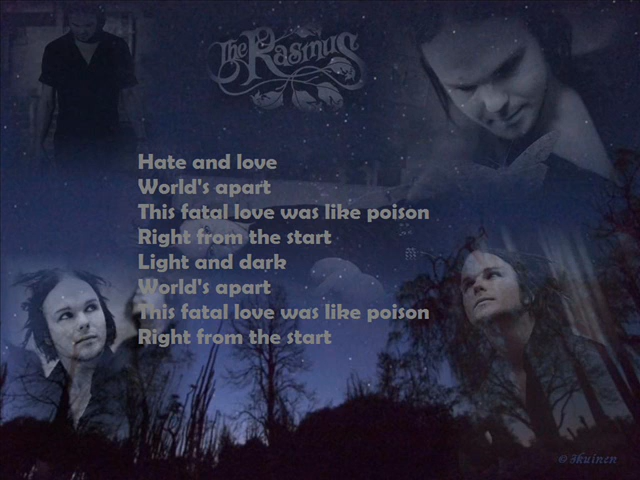 The Rasmus
Hate and love
World's apart
This fatal love was like poison
Right from the start
Light and dark
World's apart
This fatal love was like poison
Right from the start
© Ikuinen